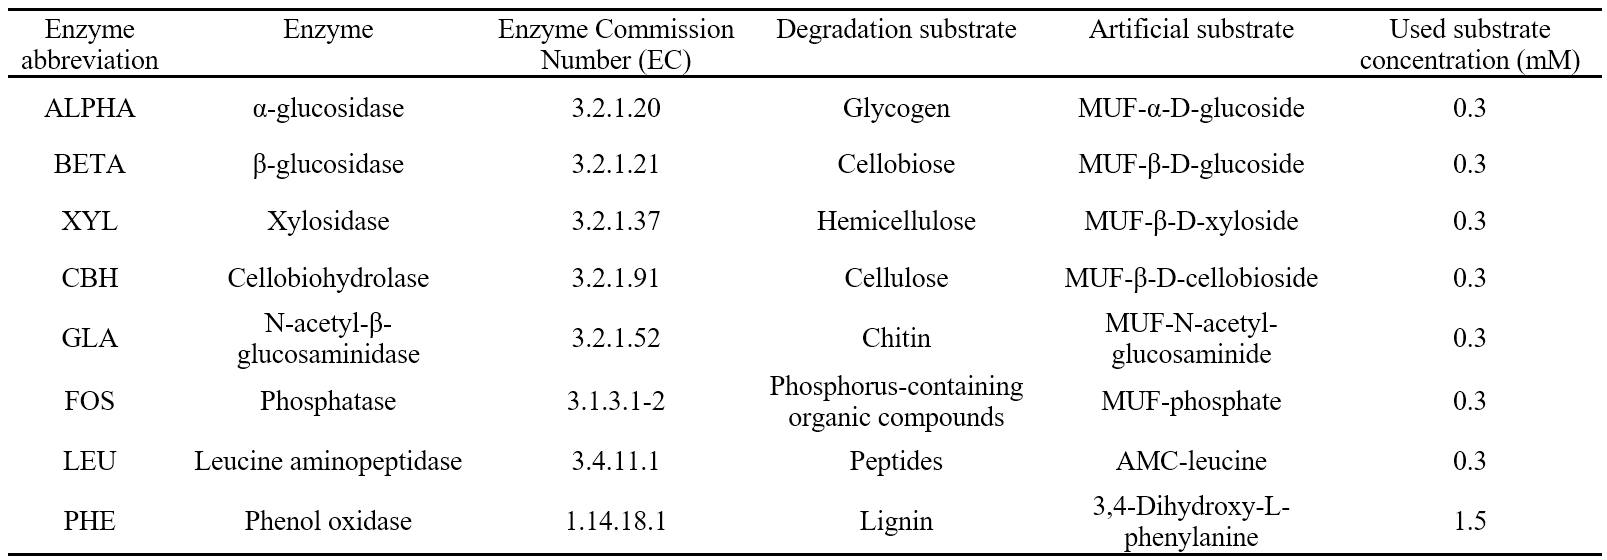 Enzyme abbreviation Enzyme Enzyme Commission Number (EC) Degradation substrate Artificial substrate Used substrate concentration (mM)
ALPHA α-glucosidase 3.2.1.20 Glycogen MUF-α-D-glucoside 0.3
BETA β-glucosidase 3.2.1.21 Cellobiose MUF-β-D-glucoside 0.3
XYL Xylosidase 3.2.1.37 Hemicellulose MUF-β-D-xyloside 0.3
CBH Cellobiohydrolase 3.2.1.91 Cellulose MUF-β-D-cellobioside 0.3
GLA N-acetyl-β-glucosaminidase 3.2.1.52 Chitin MUF-N-acetyl-glucosaminide 0.3
FOS Phosphatase 3.1.3.1-2 Phosphorus-containing organic compounds MUF-phosphate 0.3
LEU Leucine aminopeptidase 3.4.11.1 Peptides AMC-leucine 0.3
PHE Phenol oxidase 1.14.18.1 Lignin 3,4-Dihydroxy-L-phenylanine 1.5